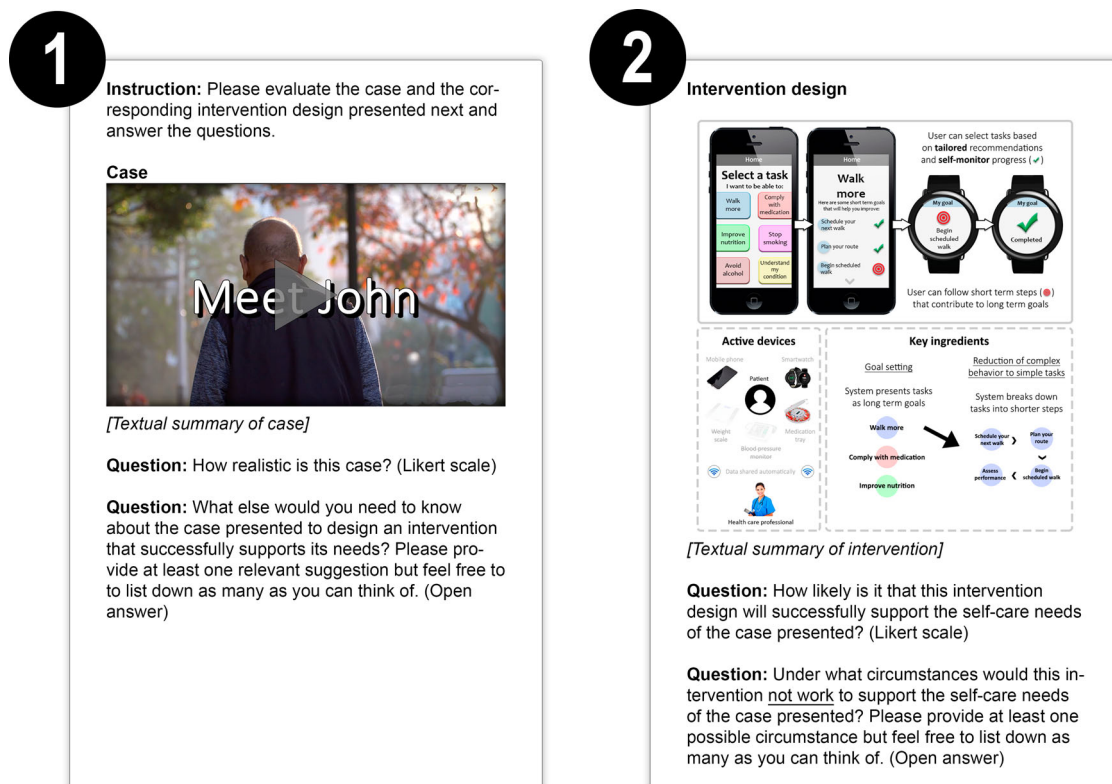 1
Instruction: Please evaluate the case and the cor-
responding intervention design presented next and
answer the questions.
Case
Meet John
[Textual summary of case]
Question: How realistic is this case? (Likert scale)
Question: What else would you need to know
about the case presented to design an intervention
that successfully supports its needs? Please pro-
vide at least one relevant suggestion but feel free to
to list down as many as you can think of. (Open
answer)
2
Intervention design
Home
Select a task
I want to be able to:
Walk
more
Comply
with
medication
Improve
nutrition
Stop
smoking
Avoid
alcohol
Understand
my
condition
Home
Walk
more
Here are some short term goals
that will help you improve:
Schedule your
next walk
Plan your route
Begin scheduled
walk
User can select tasks based
on tailored recommendations
and self-monitor progress (✔)
My goal
Begin
scheduled
walk
My goal
Completed
User can follow short term steps ( )
that contribute to long term goals
Active devices
Mobile phone
Smartwatch
Patient
Weight
scale
Medication
tray
Blood pressure
monitor
Data shared automatically
Health care professional
Key ingredients
Goal setting
System presents tasks
as long term goals
Walk more
Comply with medication
Improve nutrition
Reduction of complex
behavior to simple tasks
System breaks down
tasks into shorter steps
Schedule your
next walk
Plan your
route
Assess
performance
Begin
scheduled walk
[Textual summary of intervention]
Question: How likely is it that this intervention
design will successfully support the self-care needs
of the case presented? (Likert scale)
Question: Under what circumstances would this in-
tervention not work to support the self-care needs
of the case presented? Please provide at least one
possible circumstance but feel free to list down as
many as you can think of. (Open answer)